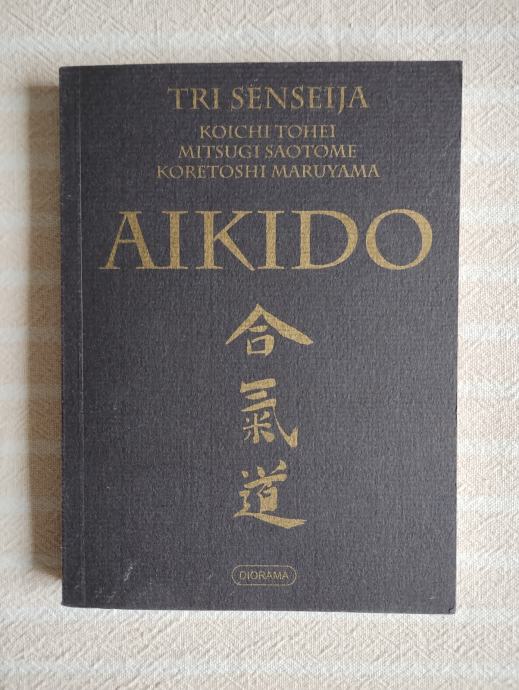 TRI SENSEIJA
KOICHI TOHEI
MITSUGI SAOTOME
KORETOSHI MARUYAMA
AIKIDO
合
氣
道
DIORAMA